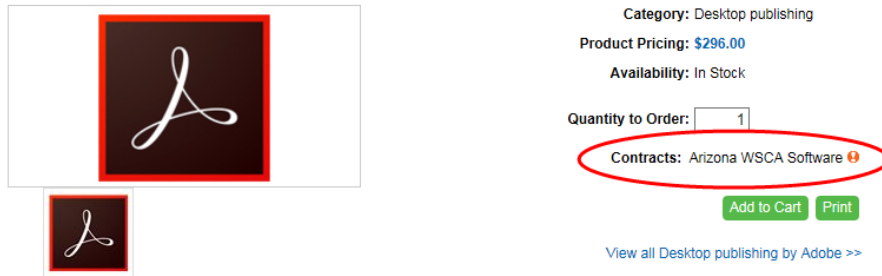 Category: Desktop publishing
Product Pricing: $296.00
Availability: In Stock
Quantity to Order: 1
Contracts: Arizona WSCA Software
Add to Cart Print
View all Desktop publishing by Adobe >>